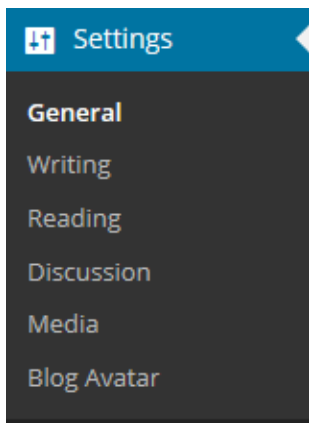 Settings
General
Writing
Reading
Discussion
Media
Blog Avatar